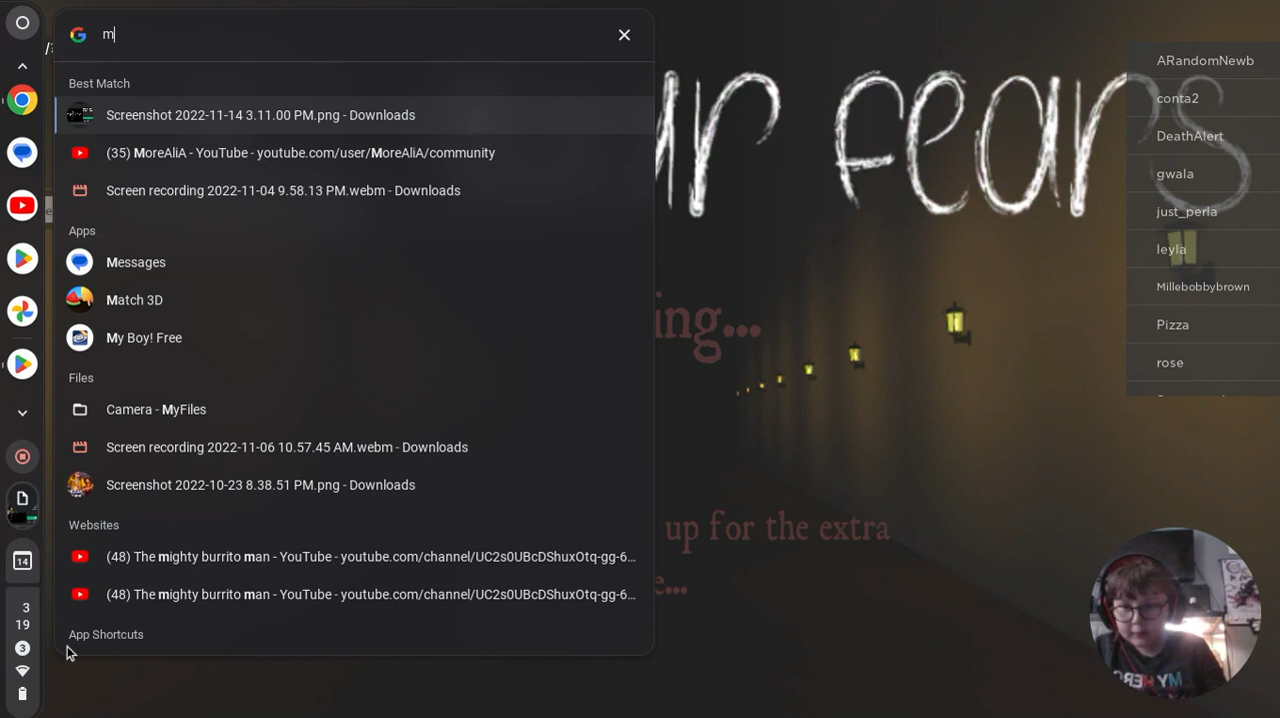 m
Best Match
Screenshot 2022-11-14 3.11.00 PM.png - Downloads
(35) MoreAliA - YouTube - youtube.com/user/MoreAliA/community
Screen recording 2022-11-04 9.58.13 PM.webm - Downloads
Apps
Messages
Match 3D
My Boy! Free
Files
Camera - MyFiles
Screen recording 2022-11-06 10.57.45 AM.webm - Downloads
Screenshot 2022-10-23 8.38.51 PM.png - Downloads
Websites
(48) The mighty burrito man - YouTube - youtube.com/channel/UC2s0UBcDShuxOtq-gg-6...
(48) The mighty burrito man - YouTube - youtube.com/channel/UC2s0UBcDShuxOtq-gg-6...
App Shortcuts
14
3
19
3
ur fears
ing...
up for the extra
e...
ARandomNewb
conta2
DeathAlert
gwala
just_perla
leyla
Millebobbybrown
Pizza
rose